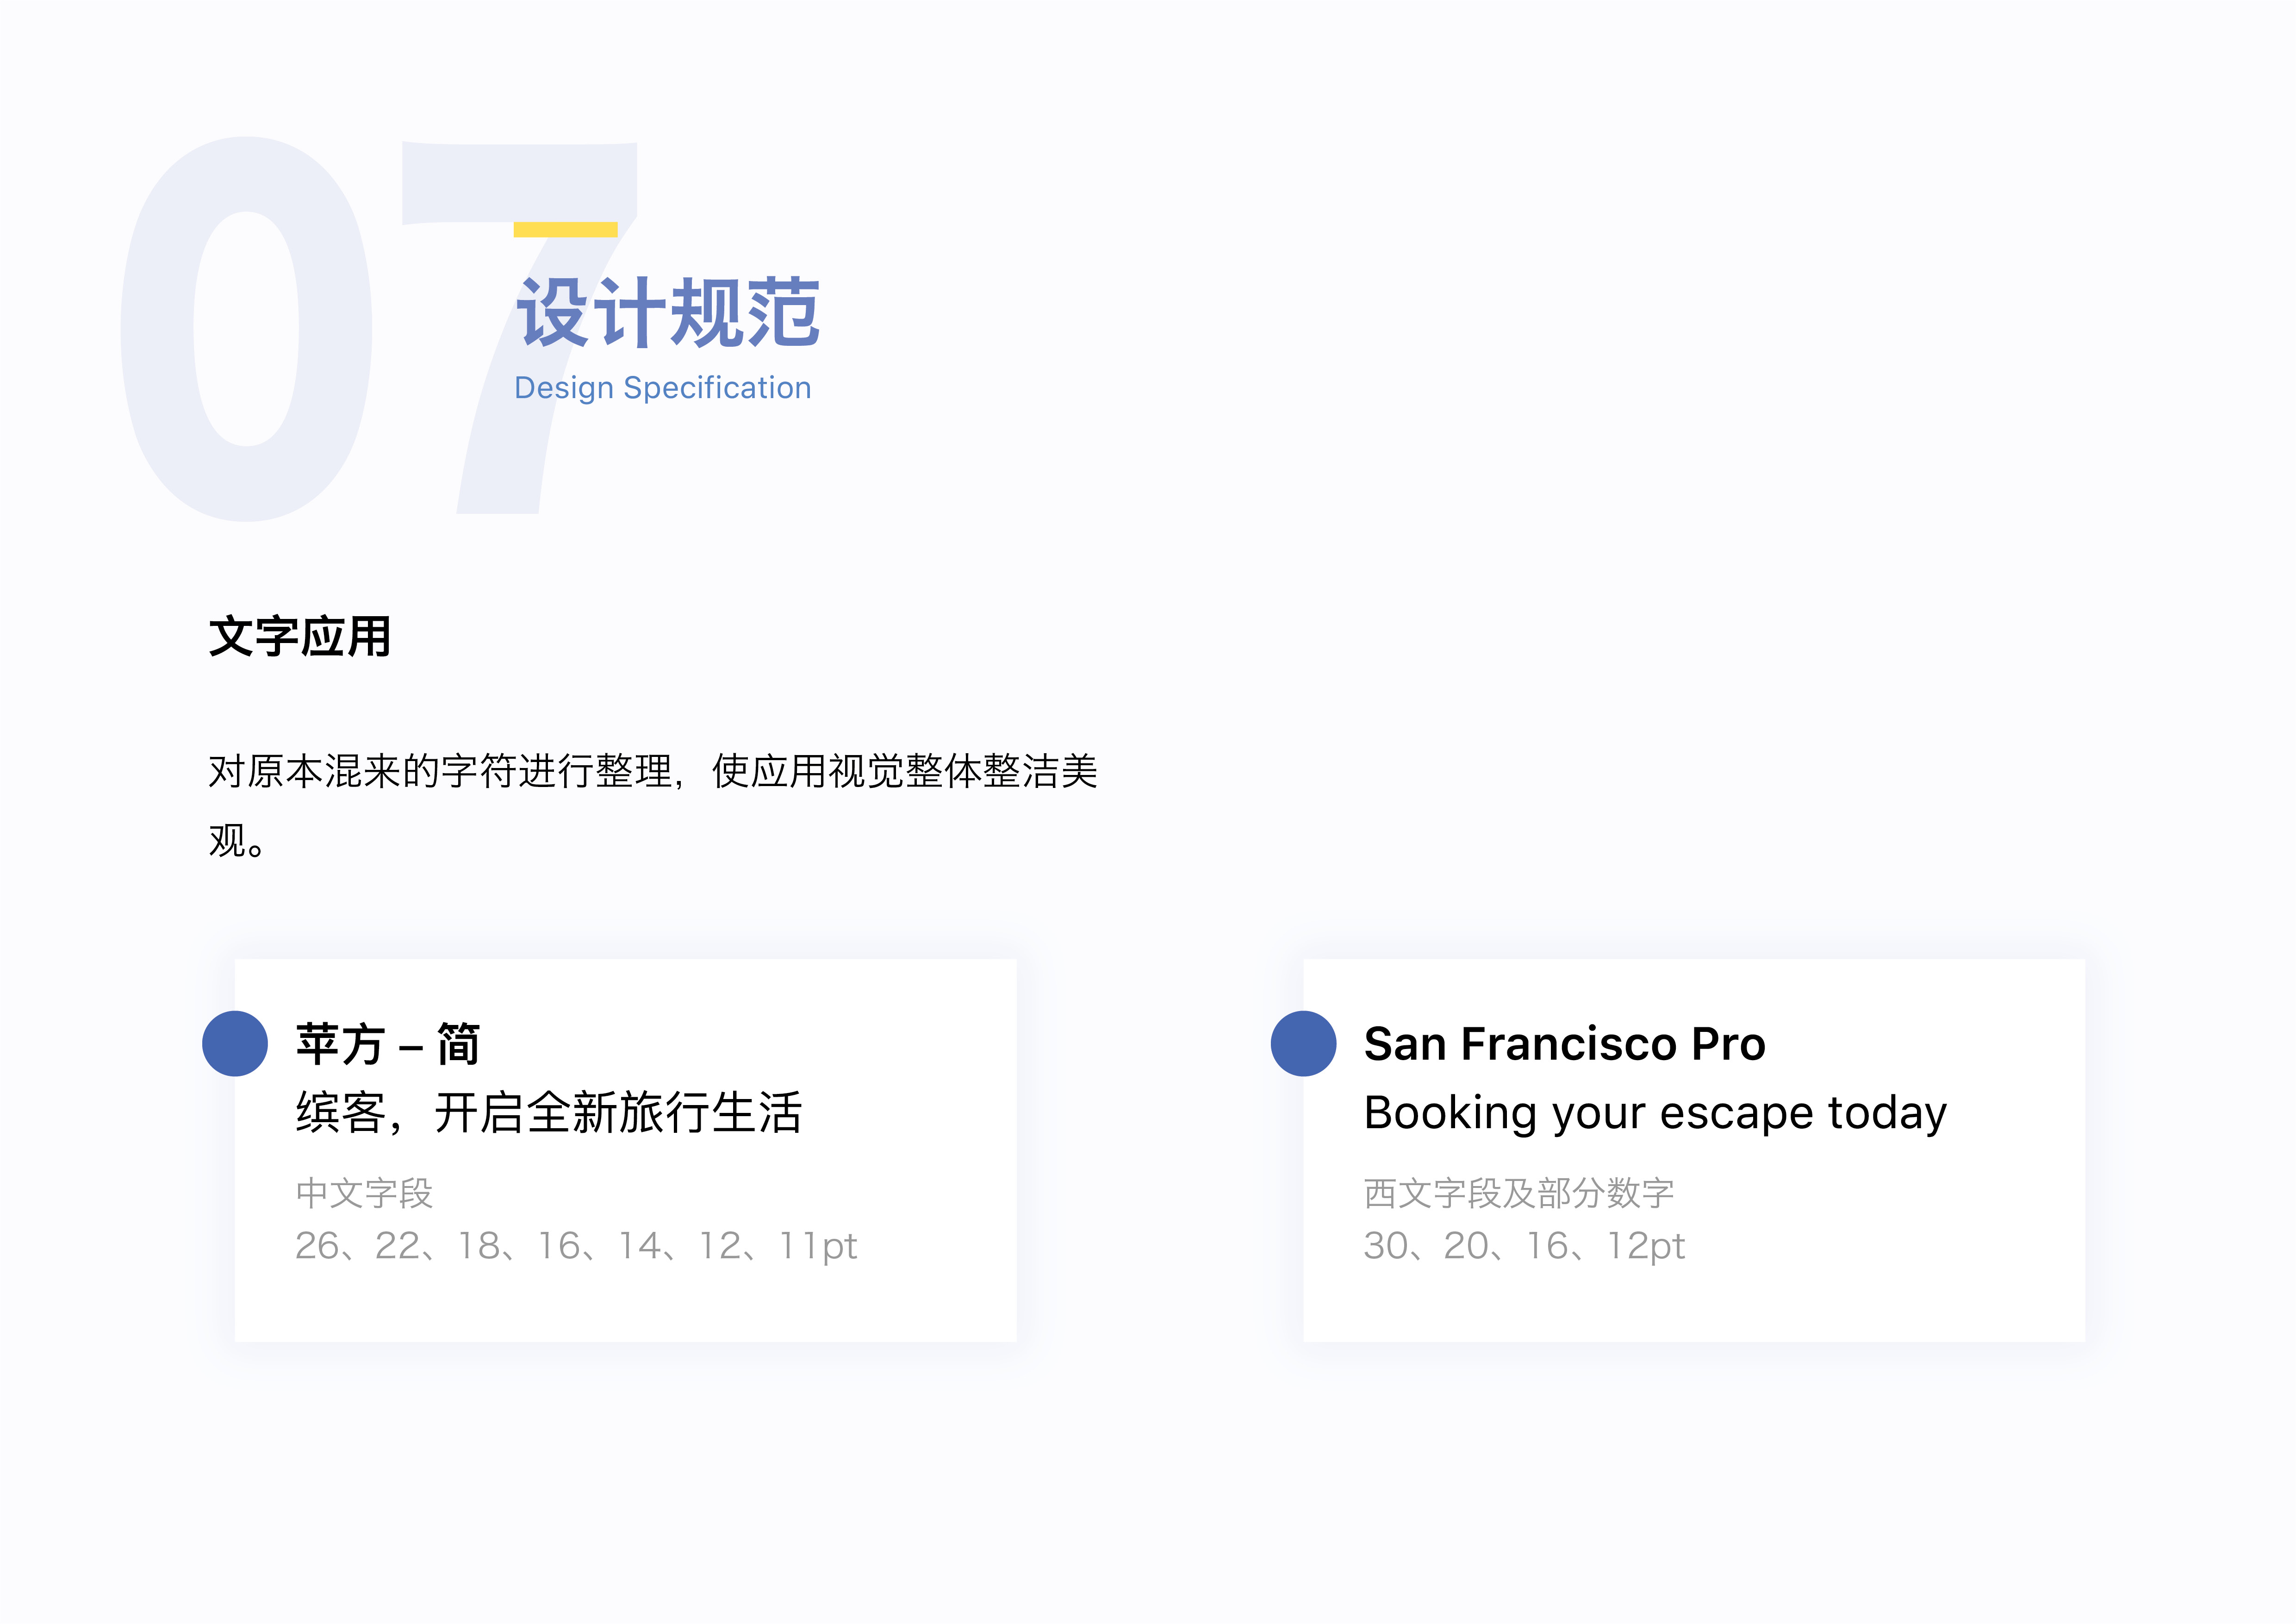 07
设计规范
Design Specification
文字应用
对原本混来的字符进行整理，使应用视觉整体整洁美
观。
苹方 – 简
缤客，开启全新旅行生活
中文字段
26、22、18、16、14、12、11pt
San Francisco Pro
Booking your escape today
西文字段及部分数字
30、20、16、12pt